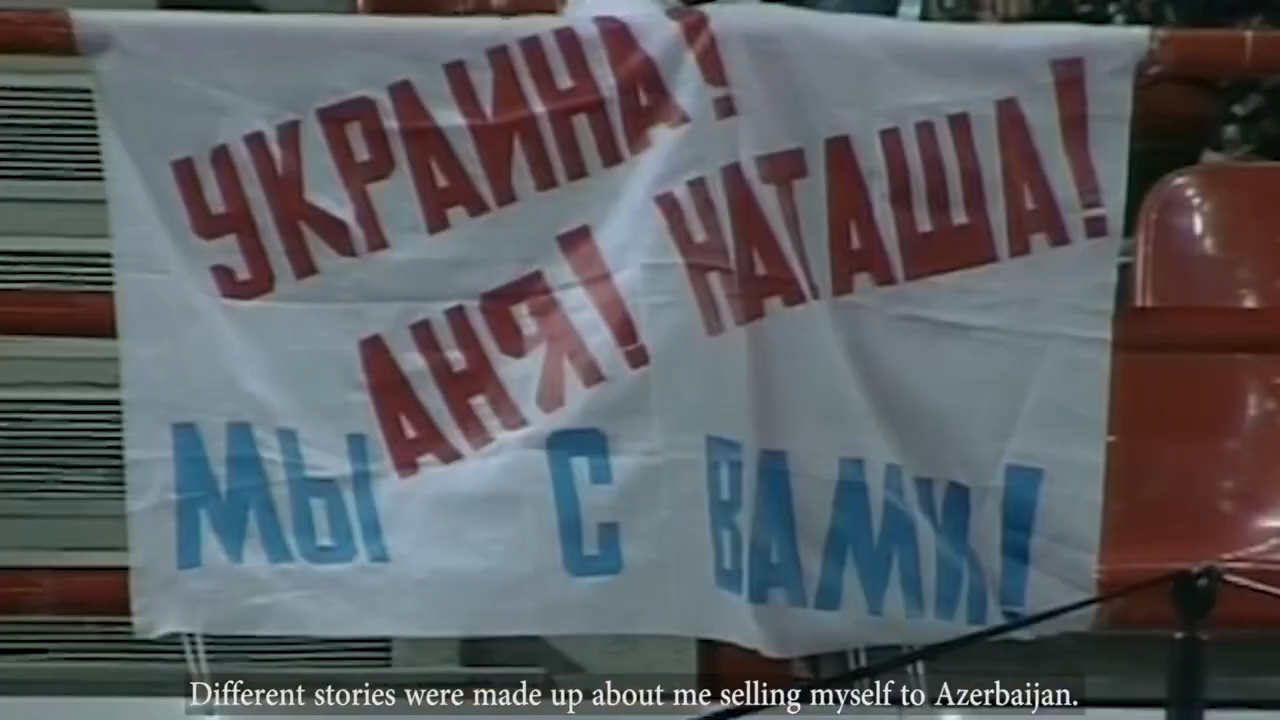 УКРАИНА!
АНЯ! НАТАША!
МЫ С ВАМИ!
Different stories were made up about me selling myself to Azerbaijan.